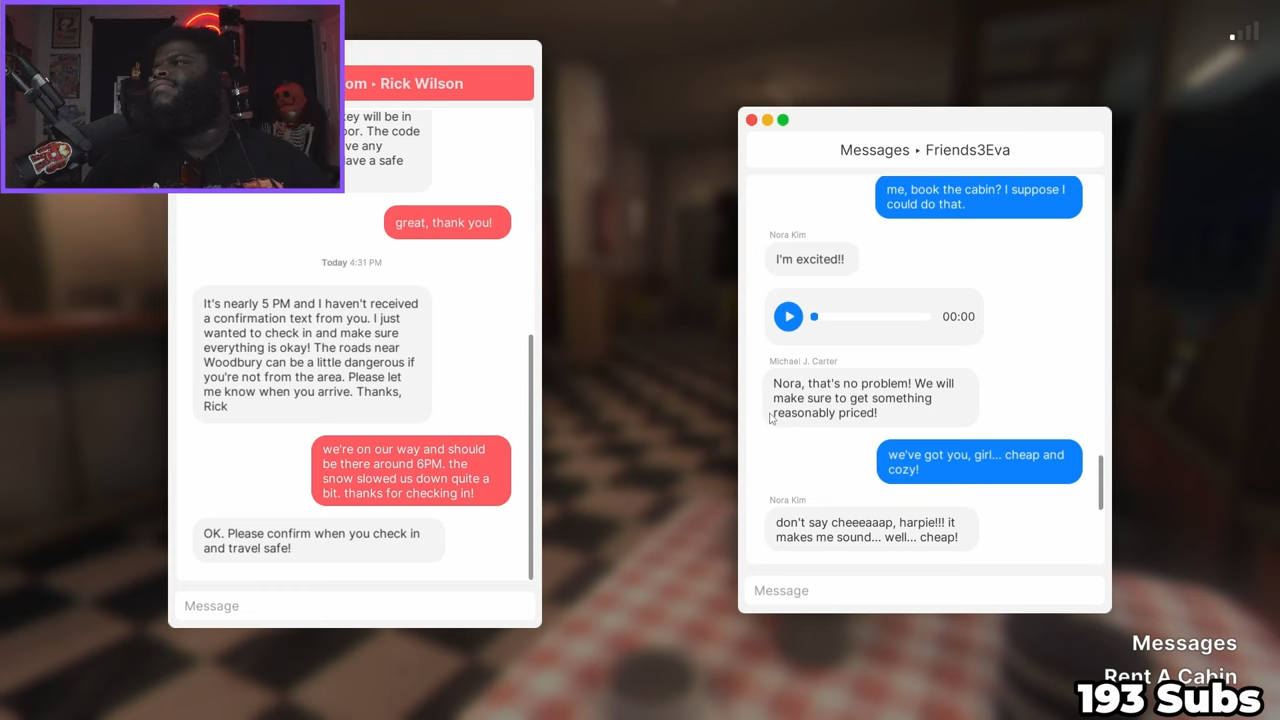 om ▸ Rick Wilson
key will be in
oor. The code
ve any
ave a safe
great, thank you!
Today 4:31 PM
It's nearly 5 PM and I haven't received
a confirmation text from you. I just
wanted to check in and make sure
everything is okay! The roads near
Woodbury can be a little dangerous if
you're not from the area. Please let
me know when you arrive. Thanks,
Rick
we're on our way and should
be there around 6PM. the
snow slowed us down quite a
bit. thanks for checking in!
OK. Please confirm when you check in
and travel safe!
Message
Messages ▸ Friends3Eva
me, book the cabin? I suppose I
could do that.
Nora Kim
I'm excited!!
00:00
Michael J. Carter
Nora, that's no problem! We will
make sure to get something
reasonably priced!
we've got you, girl... cheap and
cozy!
Nora Kim
don't say cheeeaaap, harpie!!! it
makes me sound... well... cheap!
Message
Messages
Rent A Cabin
193 Subs